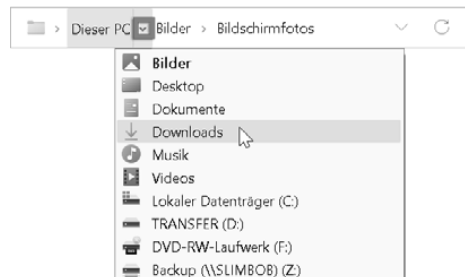 Dieser PC Bilder Bildschirmfotos
Bilder
Desktop
Dokumente
Downloads
Musik
Videos
Lokaler Datenträger (C:)
TRANSFER (D:)
DVD-RW-Laufwerk (F:)
Backup (\\SLIMBOB) (Z:)